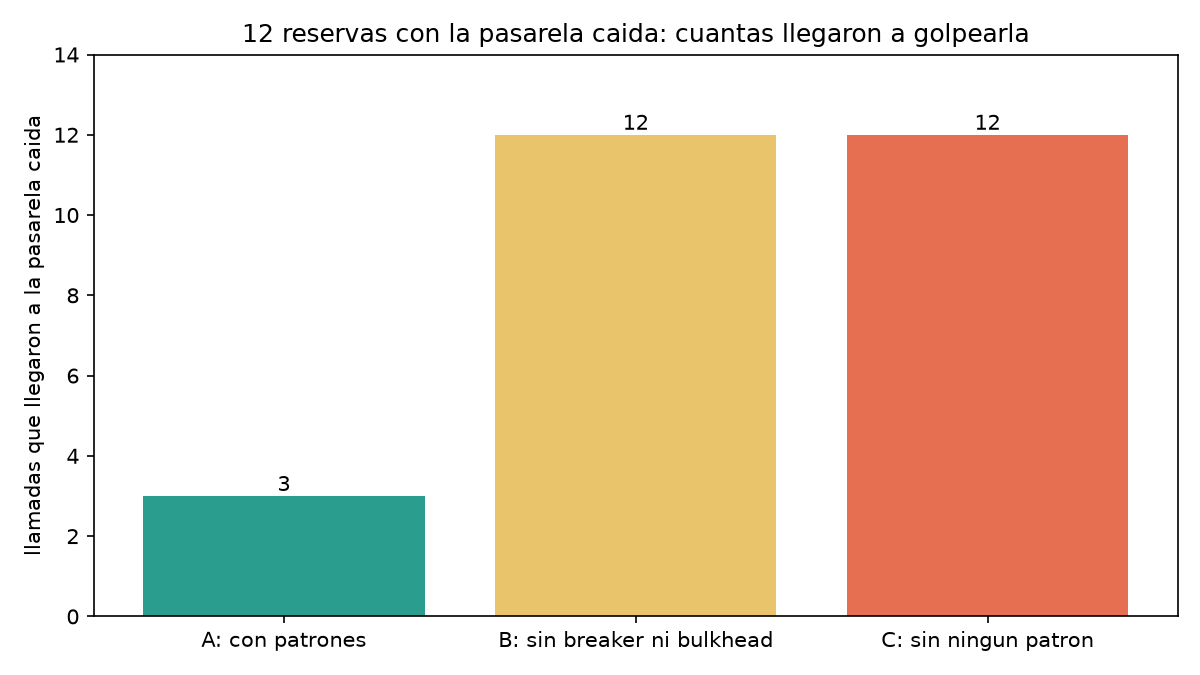 12 reservas con la pasarela caida: cuantas llegaron a golpearla
llamadas que llegaron a la pasarela caida
14
12
10
8
6
4
2
0
3
12
12
A: con patrones
B: sin breaker ni bulkhead
C: sin ningun patron